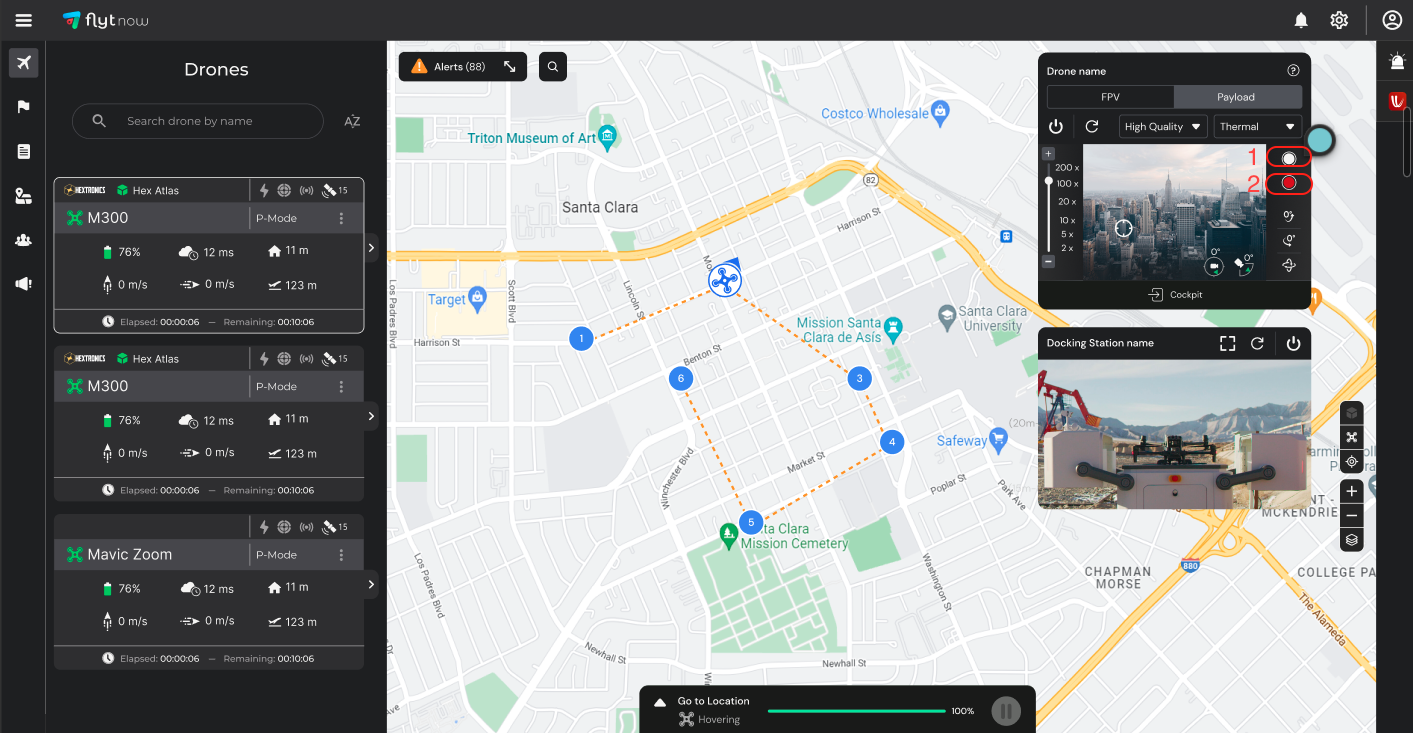 flytnow
Drones
Search drone by name
AZ
HEXTRONICS
Hex Atlas
15
M300
P-Mode
76%
12 ms
11 m
0 m/s
0 m/s
123 m
Elapsed: 00:00:06 — Remaining: 00:10:06
HEXTRONICS
Hex Atlas
15
M300
P-Mode
76%
12 ms
11 m
0 m/s
0 m/s
123 m
Elapsed: 00:00:06 — Remaining: 00:10:06
15
Mavic Zoom
P-Mode
76%
12 ms
11 m
0 m/s
0 m/s
123 m
Elapsed: 00:00:06 — Remaining: 00:10:06
Alerts (88)
Triton Museum of Art
Costco Wholesale
82
Santa Clara
Harrison St
Los Padres Blvd
Scott Blvd
Lincoln St
Target
Harrison St
1
Benton St
Mission Santa
Clara de Asís
Santa Clara
University
6
3
4
Safeway
(20m
Market St
Winchester Blvd
Poplar St
Park Ave
5
Clara
Mission Cemetery
Los Padres Blvd
Washington St
CHAPMAN
MORSE
880
MCKENDRIE
COLLEGE PA
The Alameda
Newhall St
Newhall St
Go to Location
Hovering
100%
Drone name
FPV
Payload
High Quality
Thermal
1
2
+
200 x
100 x
20 x
10 x
5 x
2 x
−
0°
0°
Cockpit
Docking Station name
+
−